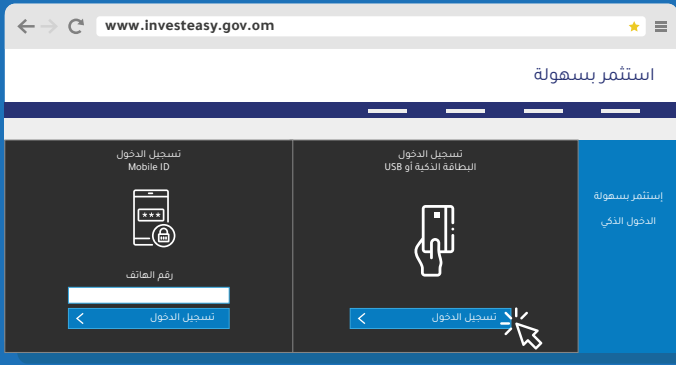 www.investeasy.gov.om
استثمر بسهولة
إستثمر بسهولة
الدخول الذكي
تسجيل الدخول
البطاقة الذكية أو USB
تسجيل الدخول
تسجيل الدخول
Mobile ID
***
رقم الهاتف
تسجيل الدخول